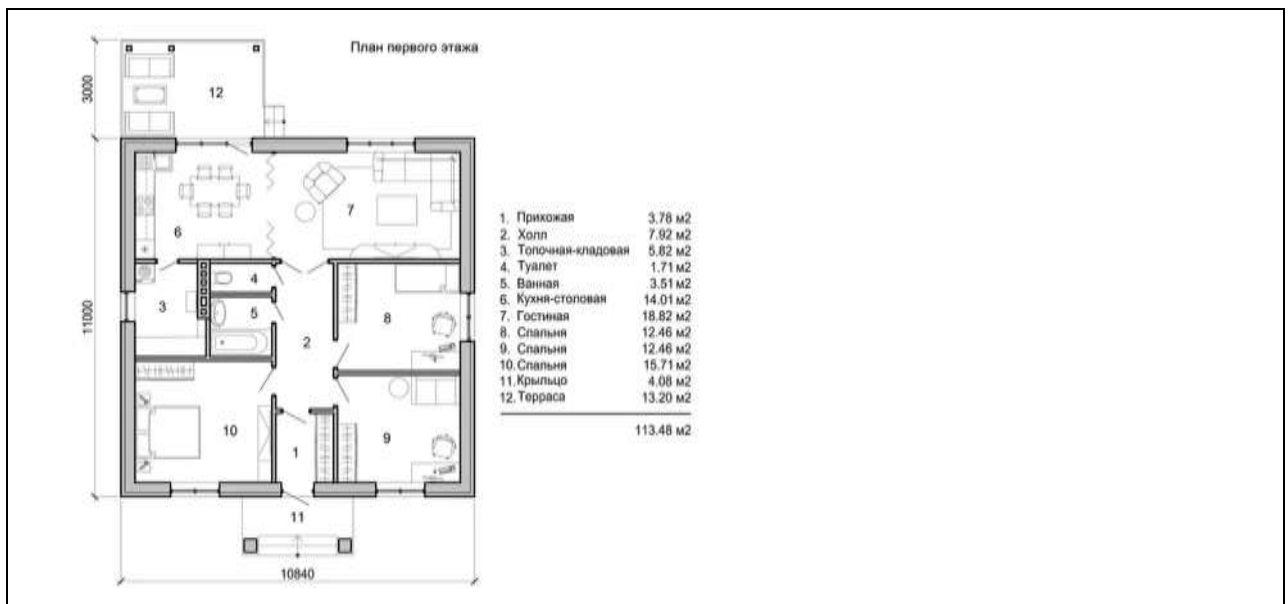 План первого этажа
3000
12
11000
7
6
4
3
5
8
2
10
9
1
11
10840
1. Прихожая 3.78 м2
2. Холл 7.92 м2
3. Топочная-кладовая 5.82 м2
4. Туалет 1.71 м2
5. Ванная 3.51 м2
6. Кухня-столовая 14.01 м2
7. Гостиная 18.82 м2
8. Спальня 12.46 м2
9. Спальня 12.46 м2
10. Спальня 15.71 м2
11. Крыльцо 4.08 м2
12. Терраса 13.20 м2
113.48 м2